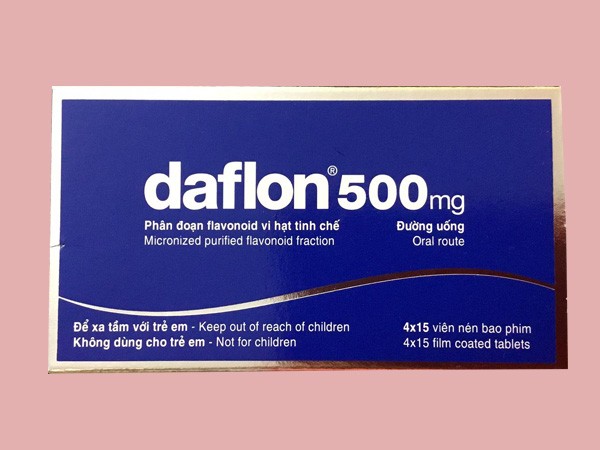 daflon® 500mg
Phân đoạn flavonoid vi hạt tinh chế Đường uống
Micronized purified flavonoid fraction Oral route
Để xa tầm với trẻ em - Keep out of reach of children 4x15 viên nén bao phim
Không dùng cho trẻ em - Not for children 4x15 film coated tablets